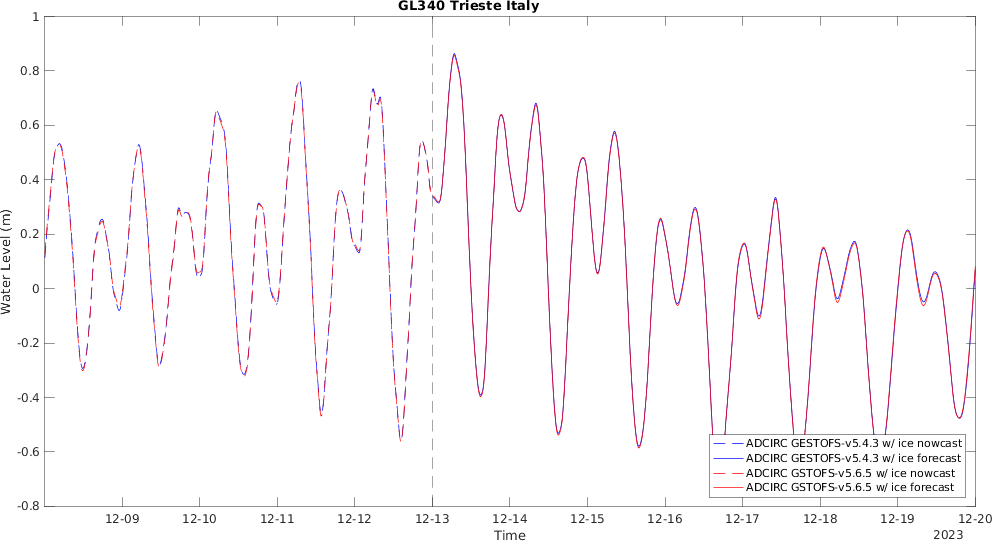 GL340 Trieste Italy
1
0.8
0.6
0.4
0.2
0
-0.2
-0.4
-0.6
-0.8
Water Level (m)
ADCIRC GESTOFS-v5.4.3 w/ ice nowcast
ADCIRC GESTOFS-v5.4.3 w/ ice forecast
ADCIRC GSTOFS-v5.6.5 w/ ice nowcast
ADCIRC GSTOFS-v5.6.5 w/ ice forecast
12-09 12-10 12-11 12-12 12-13 12-14 12-15 12-16 12-17 12-18 12-19 12-20
Time
2023